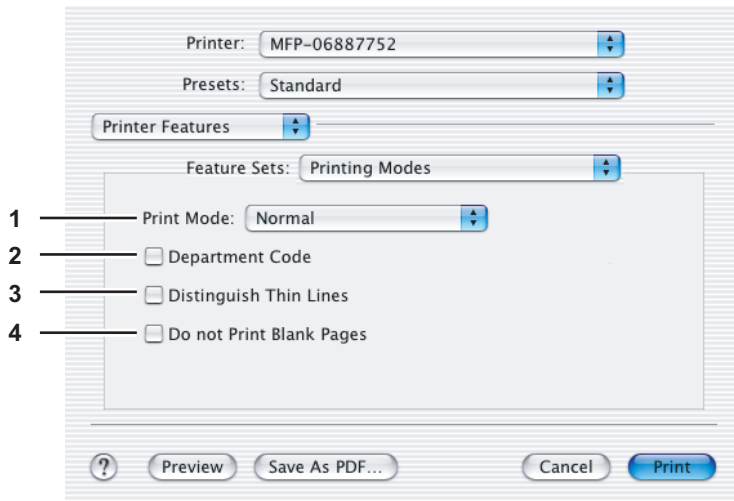 Printer: MFP-06887752
Presets: Standard
Printer Features
Feature Sets: Printing Modes
1 Print Mode: Normal
2 Department Code
3 Distinguish Thin Lines
4 Do not Print Blank Pages
? Preview Save As PDF... Cancel Print